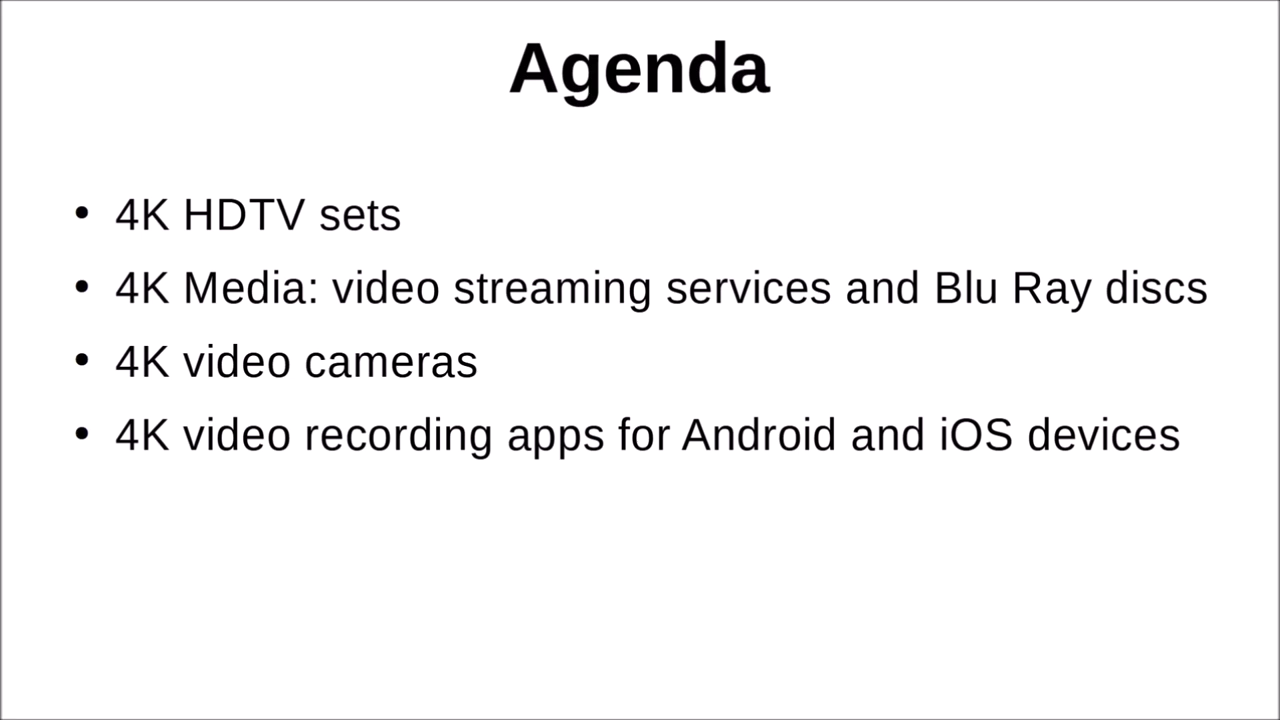 Agenda
• 4K HDTV sets
• 4K Media: video streaming services and Blu Ray discs
• 4K video cameras
• 4K video recording apps for Android and iOS devices